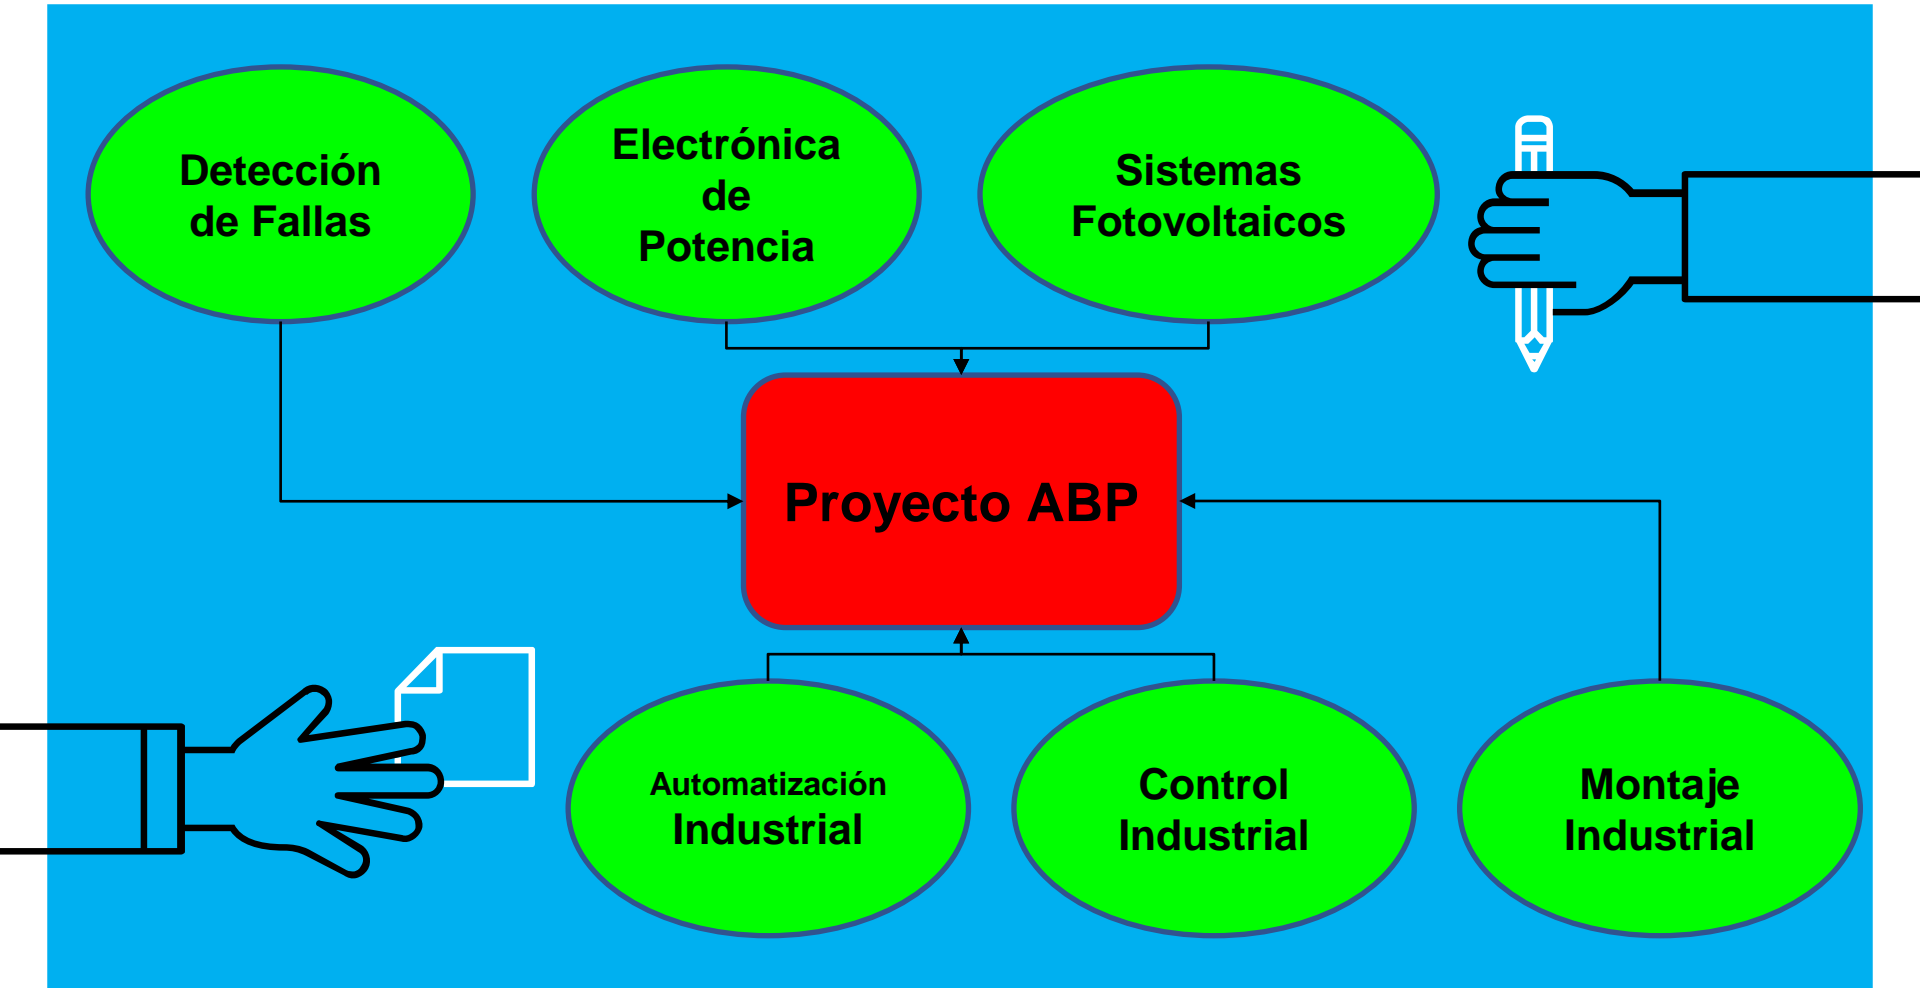 Detección
de Fallas
Electrónica
de
Potencia
Sistemas
Fotovoltaicos
Proyecto ABP
Automatización
Industrial
Control
Industrial
Montaje
Industrial